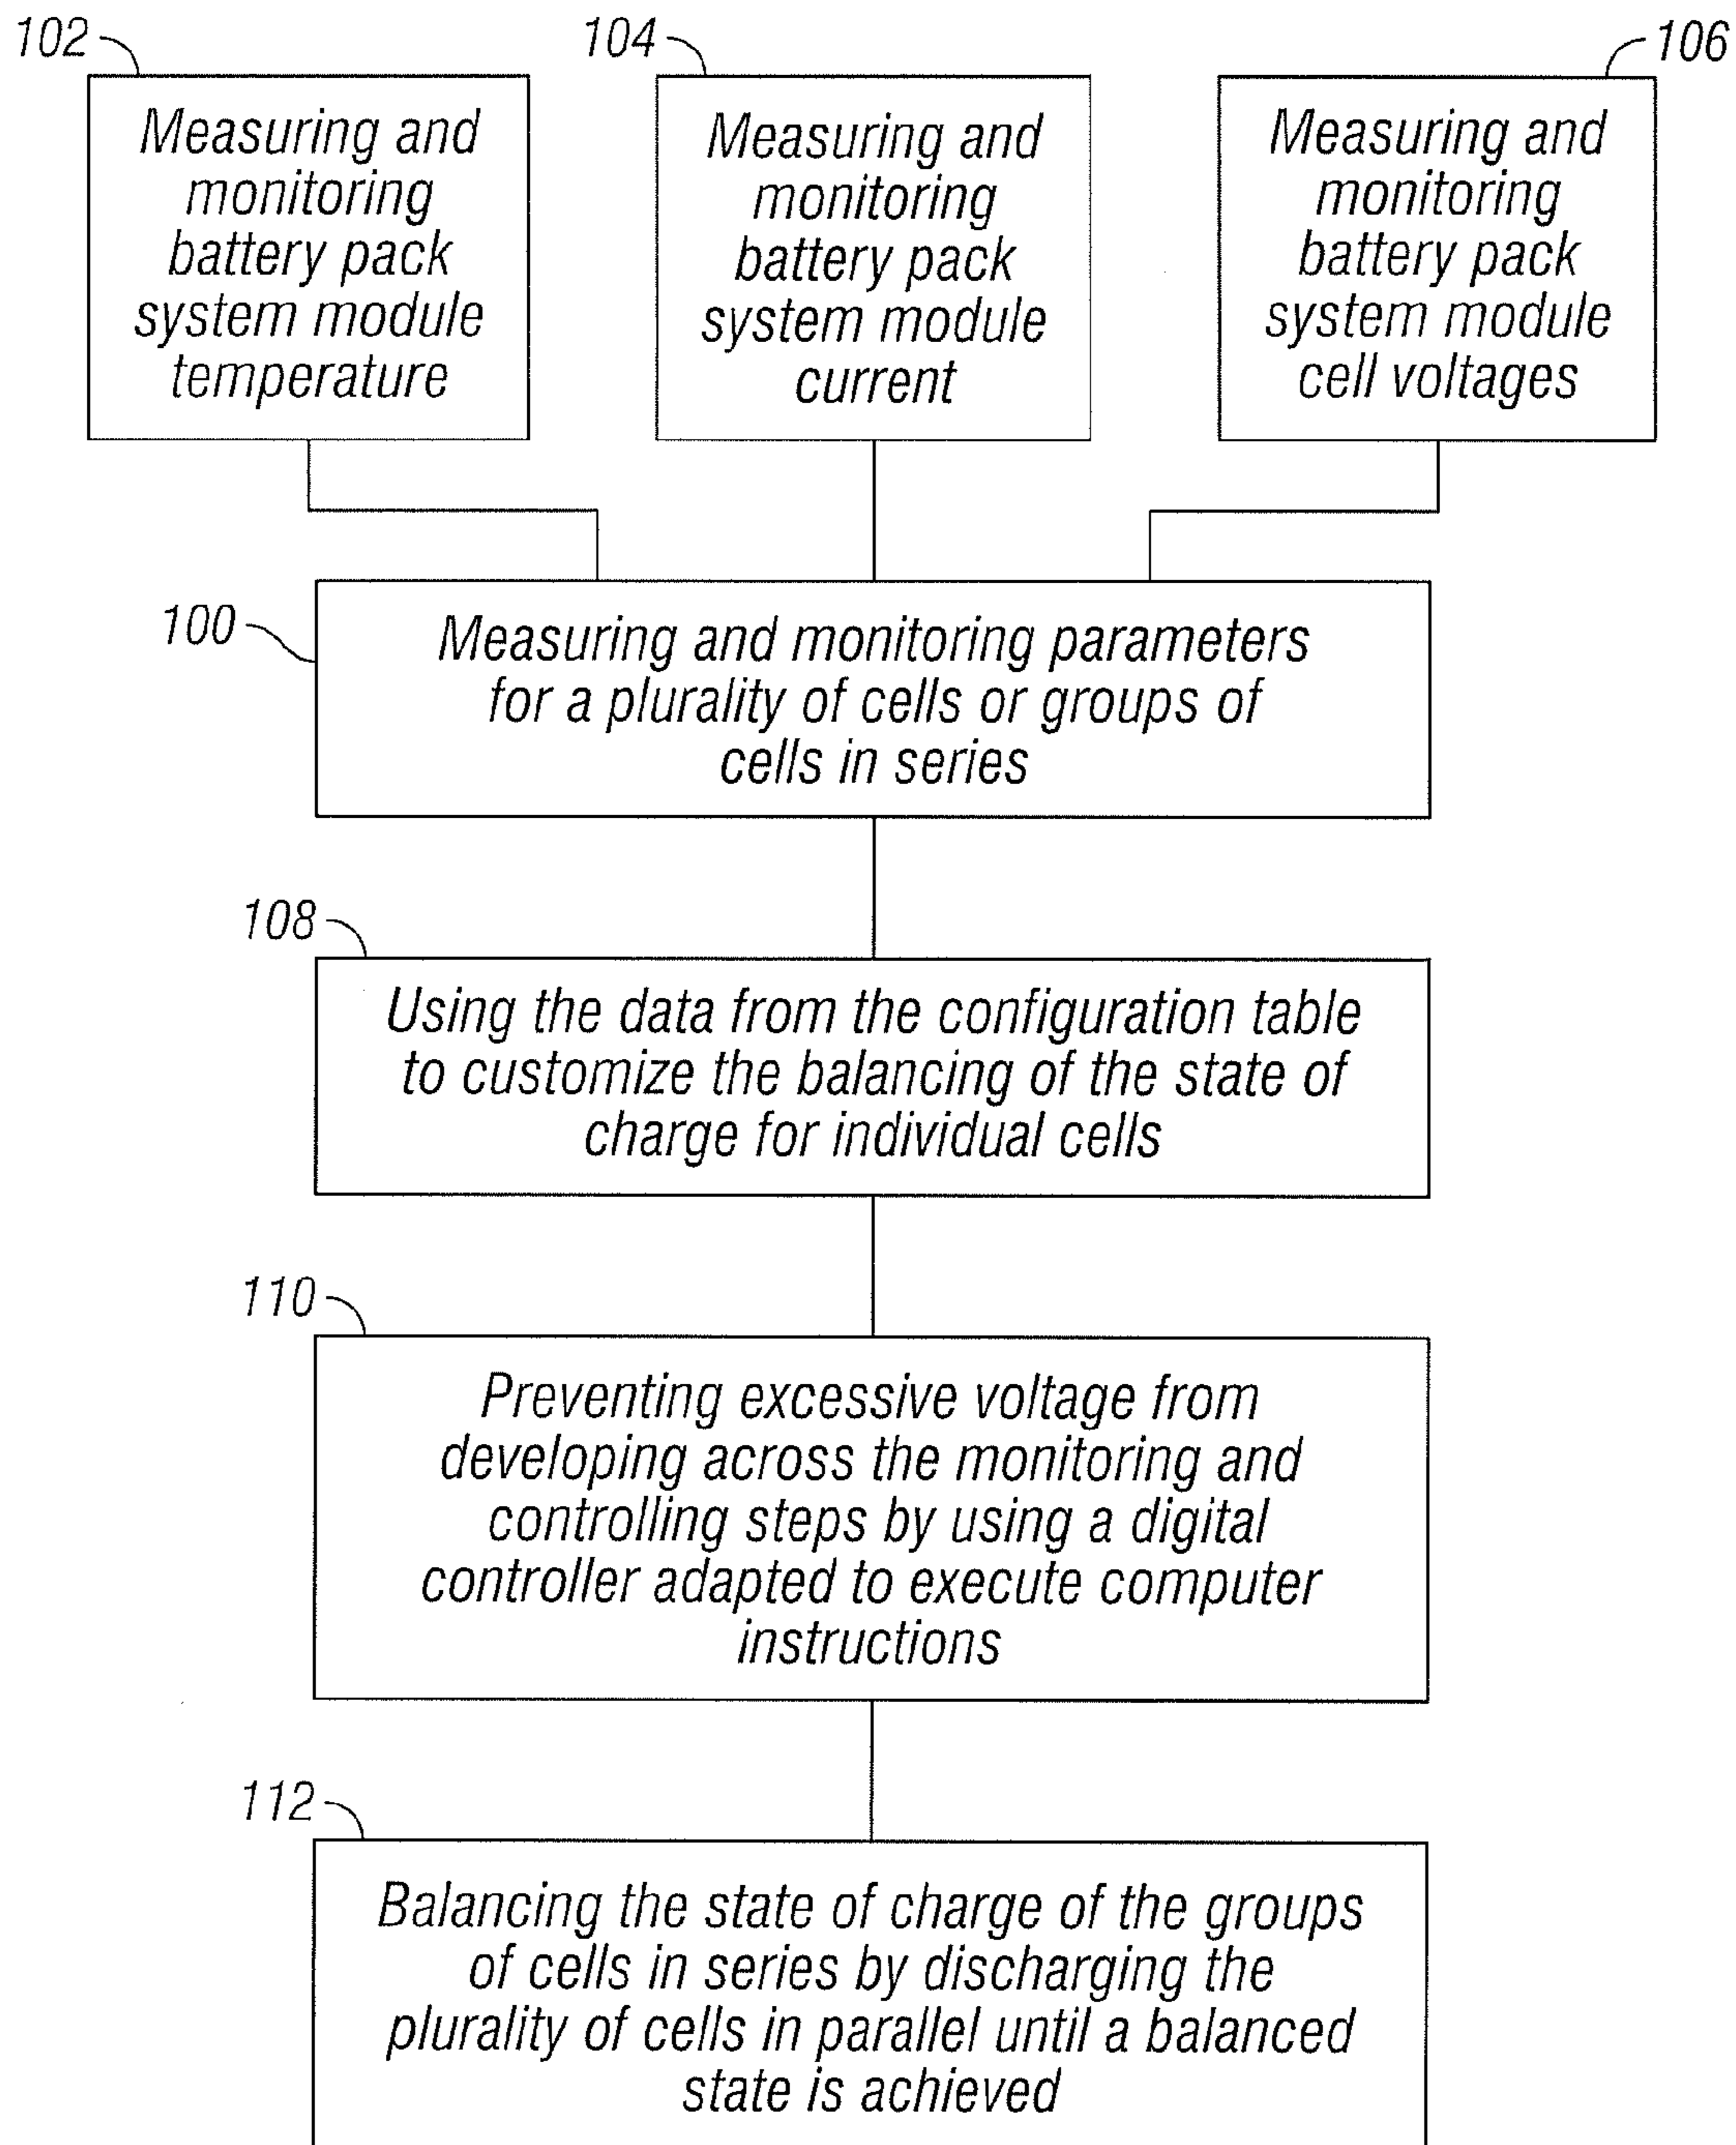 102
104
106
Measuring and
monitoring
battery pack
system module
temperature
Measuring and
monitoring
battery pack
system module
current
Measuring and
monitoring
battery pack
system module
cell voltages
100
Measuring and monitoring parameters
for a plurality of cells or groups of
cells in series
108
Using the data from the configuration table
to customize the balancing of the state of
charge for individual cells
110
Preventing excessive voltage from
developing across the monitoring and
controlling steps by using a digital
controller adapted to execute computer
instructions
112
Balancing the state of charge of the groups
of cells in series by discharging the
plurality of cells in parallel until a balanced
state is achieved